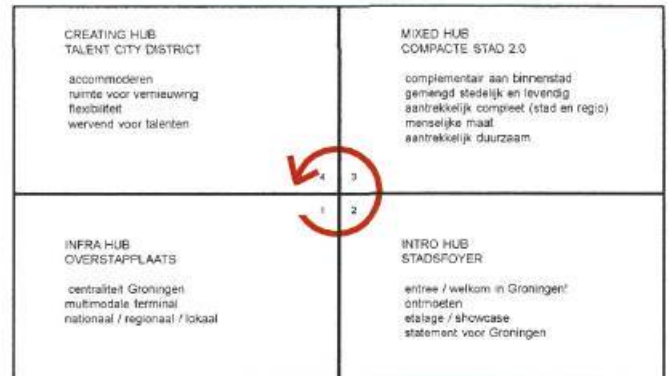 CREATING HUB
TALENT CITY DISTRICT
accommoderen
ruimte voor vernieuwing
flexibiliteit
wervend voor talenten
MIXED HUB
COMPACTE STAD 2.0
complementair aan binnenstad
gemengd stedelijk en levendig
aantrekkelijk compleet (stad en regio)
menselijke maat
aantrekkelijk duurzaam
4 3
1 2
INFRA HUB
OVERSTAPPLAATS
centraliteit Groningen
multimodale terminal
nationaal / regionaal / lokaal
INTRO HUB
STADSFOYER
entree / welkom in Groningen!
ontmoeten
etalage / showcase
statement voor Groningen